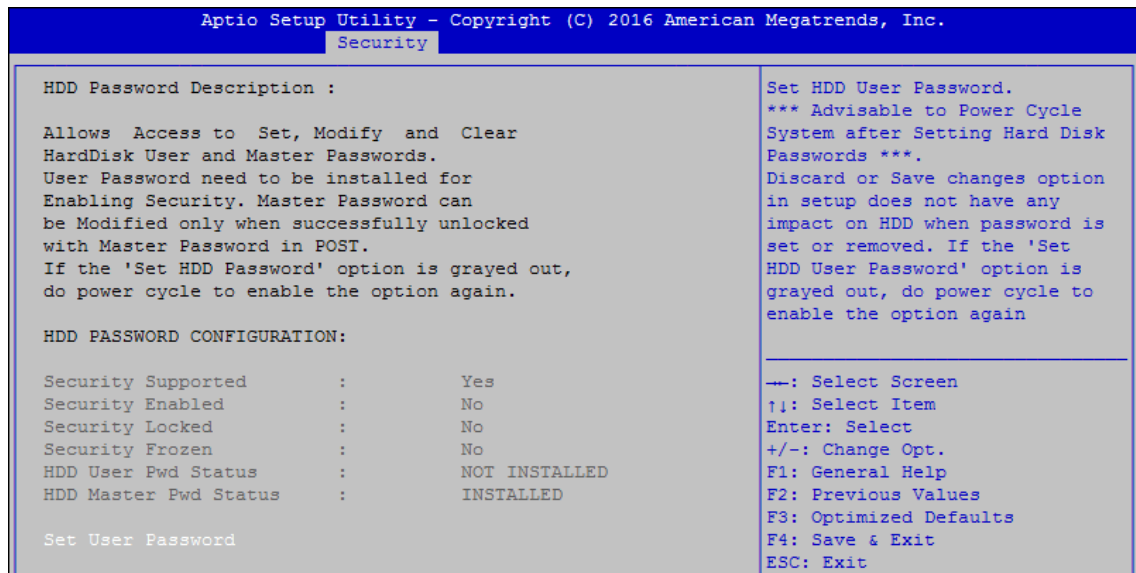 Aptio Setup Utility – Copyright (C) 2016 American Megatrends, Inc.
Security
HDD Password Description :
Allows Access to Set, Modify and Clear
HardDisk User and Master Passwords.
User Password need to be installed for
Enabling Security. Master Password can
be Modified only when successfully unlocked
with Master Password in POST.
If the 'Set HDD Password' option is grayed out,
do power cycle to enable the option again.
HDD PASSWORD CONFIGURATION:
Security Supported : Yes
Security Enabled : No
Security Locked : No
Security Frozen : No
HDD User Pwd Status : NOT INSTALLED
HDD Master Pwd Status : INSTALLED
Set User Password
Set HDD User Password.
*** Advisable to Power Cycle
System after Setting Hard Disk
Passwords ***.
Discard or Save changes option
in setup does not have any
impact on HDD when password is
set or removed. If the 'Set
HDD User Password' option is
grayed out, do power cycle to
enable the option again
→←: Select Screen
↑↓: Select Item
Enter: Select
+/-: Change Opt.
F1: General Help
F2: Previous Values
F3: Optimized Defaults
F4: Save & Exit
ESC: Exit